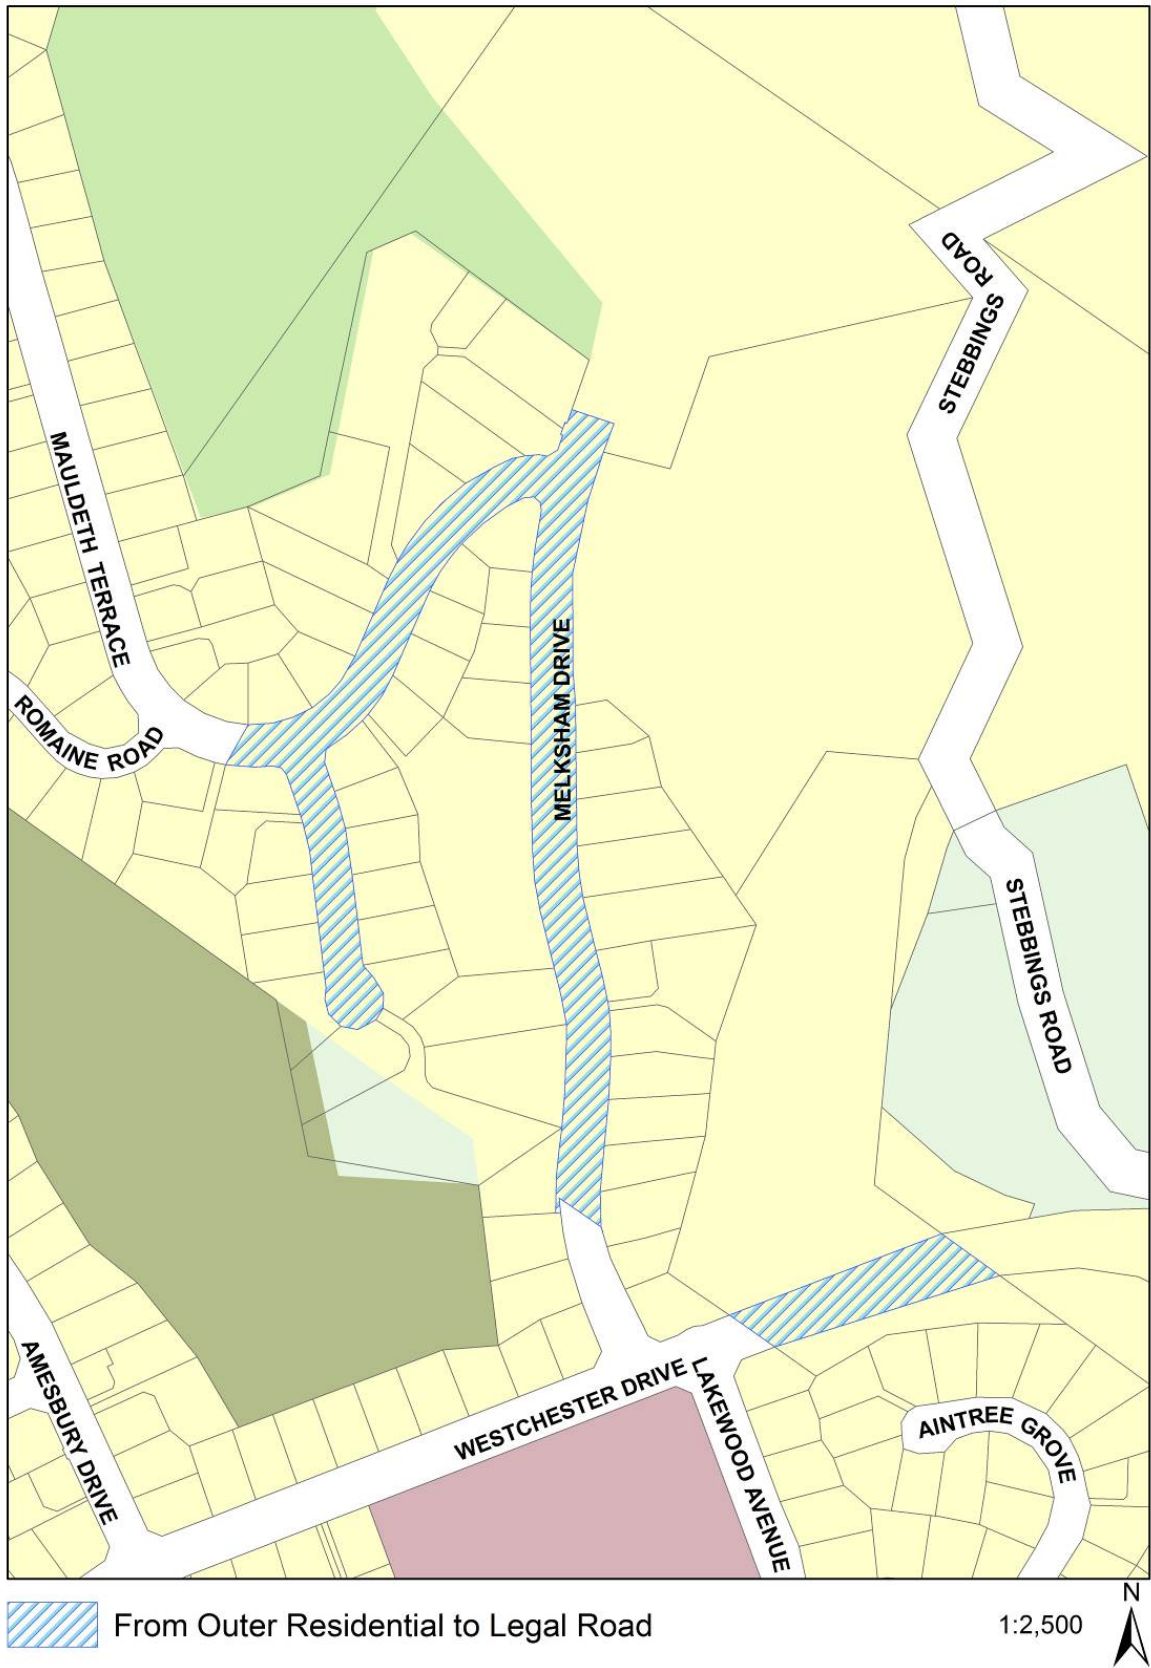 ROAD
STEBBINGS
MAULDETH TERRACE
MELKSHAM DRIVE
ROMAINE ROAD
STEBBINGS ROAD
AMESBURY DRIVE
WESTCHESTER DRIVE
LAKEWOOD AVENUE
AINTREE GROVE
From Outer Residential to Legal Road
1:2,500
N